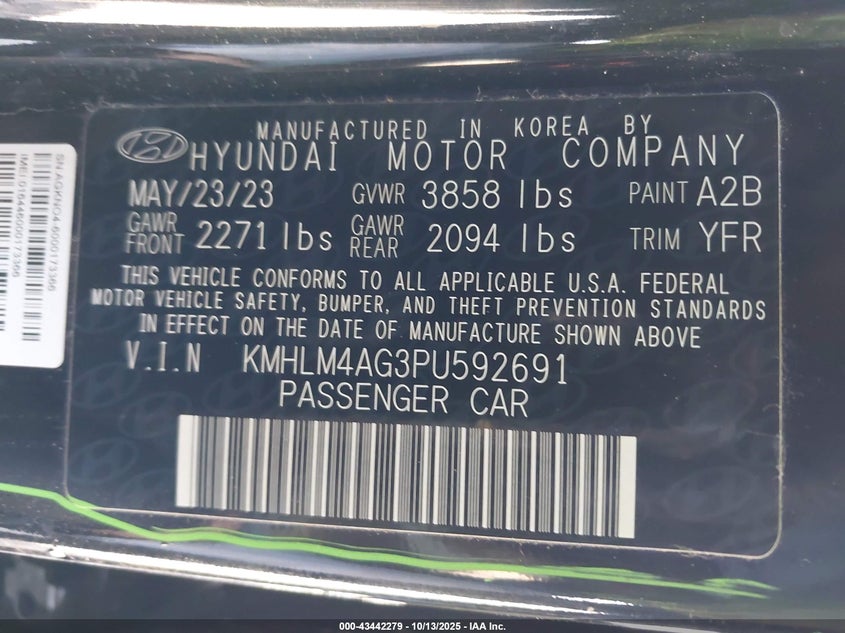 MANUFACTURED IN KOREA BY
HYUNDAI MOTOR COMPANY
MAY/23/23 GVWR 3858 lbs PAINT A2B
GAWR FRONT 2271 lbs GAWR REAR 2094 lbs TRIM YFR
THIS VEHICLE CONFORMS TO ALL APPLICABLE U.S.A. FEDERAL
MOTOR VEHICLE SAFETY, BUMPER, AND THEFT PREVENTION STANDARDS
IN EFFECT ON THE DATE OF MANUFACTURE SHOWN ABOVE
V.I.N KMHLM4AG3PU592691
PASSENGER CAR
000-43442279 - 10/13/2025 - IAA Inc.